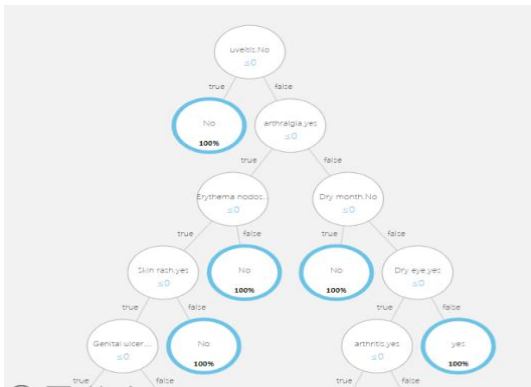 uveitis.No
≤0
true
false
No
100%
arthralgia.yes
≤0
true
false
Erythema nodos...
≤0
Dry month.No
≤0
true
false
true
false
Skin rash.yes
≤0
No
100%
No
100%
Dry eye.yes
≤0
true
false
true
false
Genital ulcer...
≤0
No
100%
arthritis.yes
≤0
yes
100%
true
false
true
false